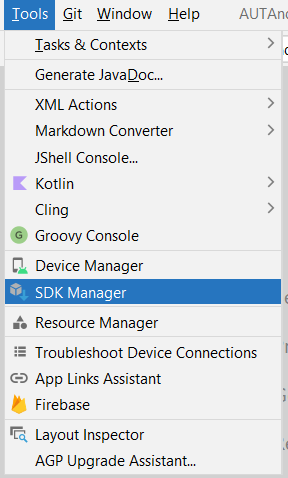 Tools Git Window Help AUTAn
Tasks & Contexts
Generate JavaDoc...
XML Actions
Markdown Converter
JShell Console...
Kotlin
Cling
G Groovy Console
Device Manager
SDK Manager
Resource Manager
Troubleshoot Device Connections
App Links Assistant
Firebase
Layout Inspector
AGP Upgrade Assistant...